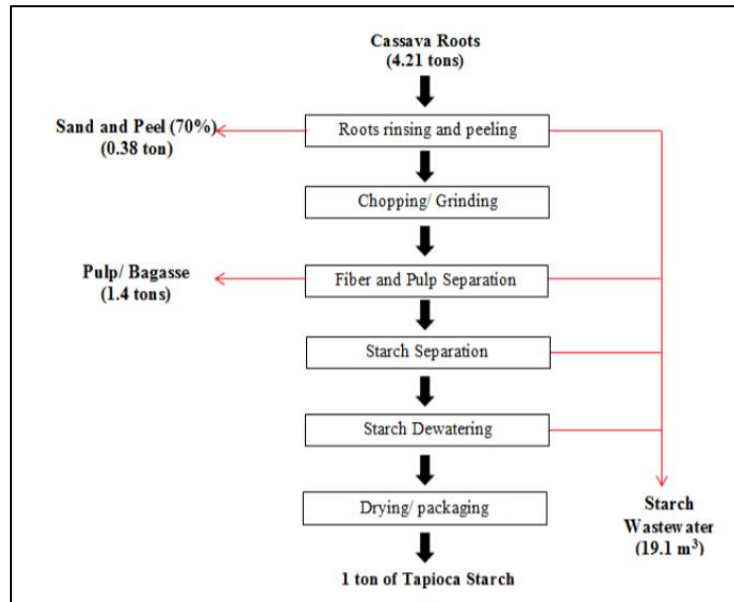 Cassava Roots
(4.21 tons)
Sand and Peel (70%)
(0.38 ton)
Roots rinsing and peeling
Chopping/ Grinding
Pulp/ Bagasse
(1.4 tons)
Fiber and Pulp Separation
Starch Separation
Starch Dewatering
Drying/ packaging
Starch
Wastewater
(19.1 m³)
1 ton of Tapioca Starch